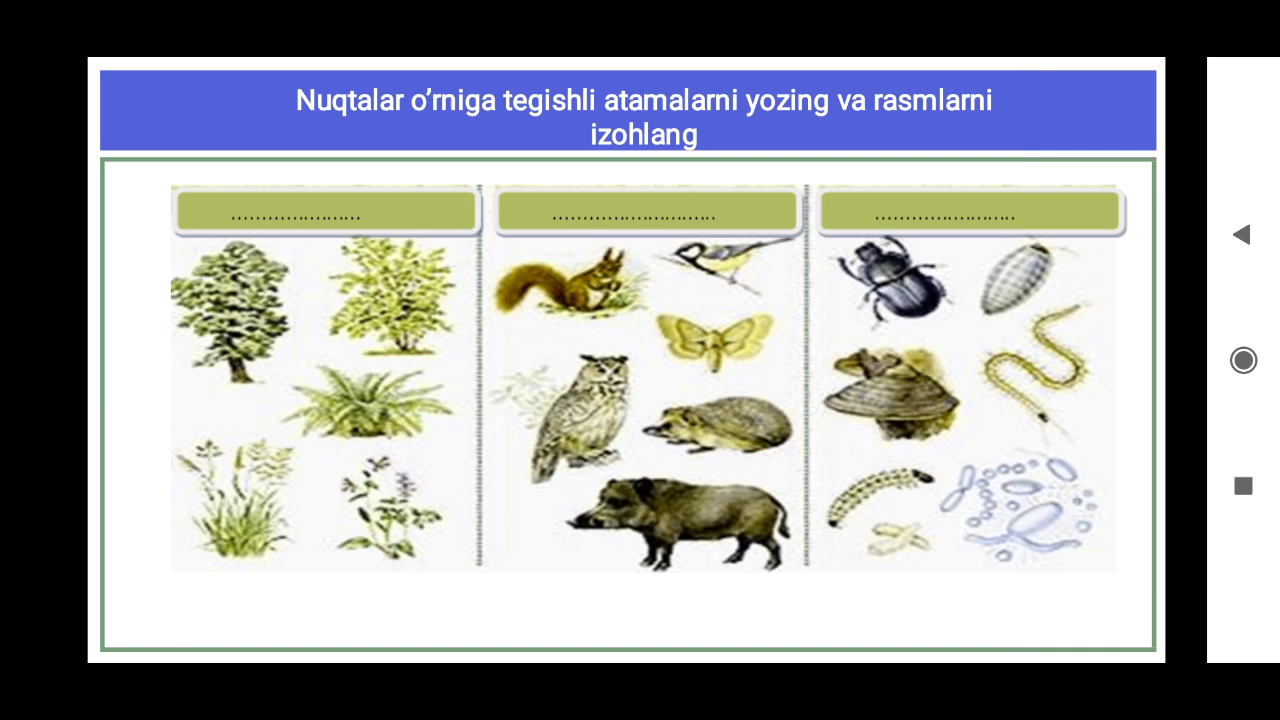 Nuqtalar o’rniga tegishli atamalarni yozing va rasmlarni
izohlang
..................... ........................... .......................